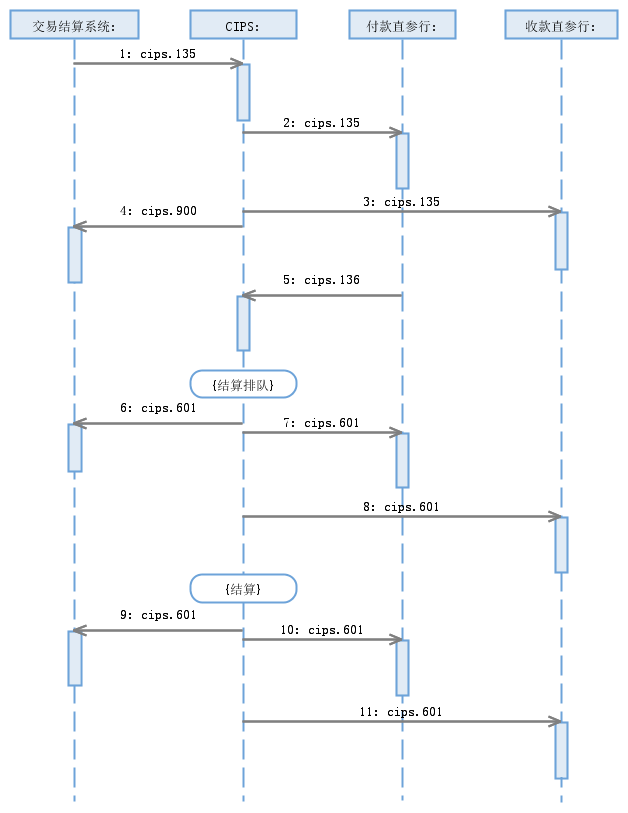 交易结算系统:
CIPS:
付款直参行:
收款直参行:
1: cips.135
2: cips.135
3: cips.135
4: cips.900
5: cips.136
{结算排队}
6: cips.601
7: cips.601
8: cips.601
{结算}
9: cips.601
10: cips.601
11: cips.601